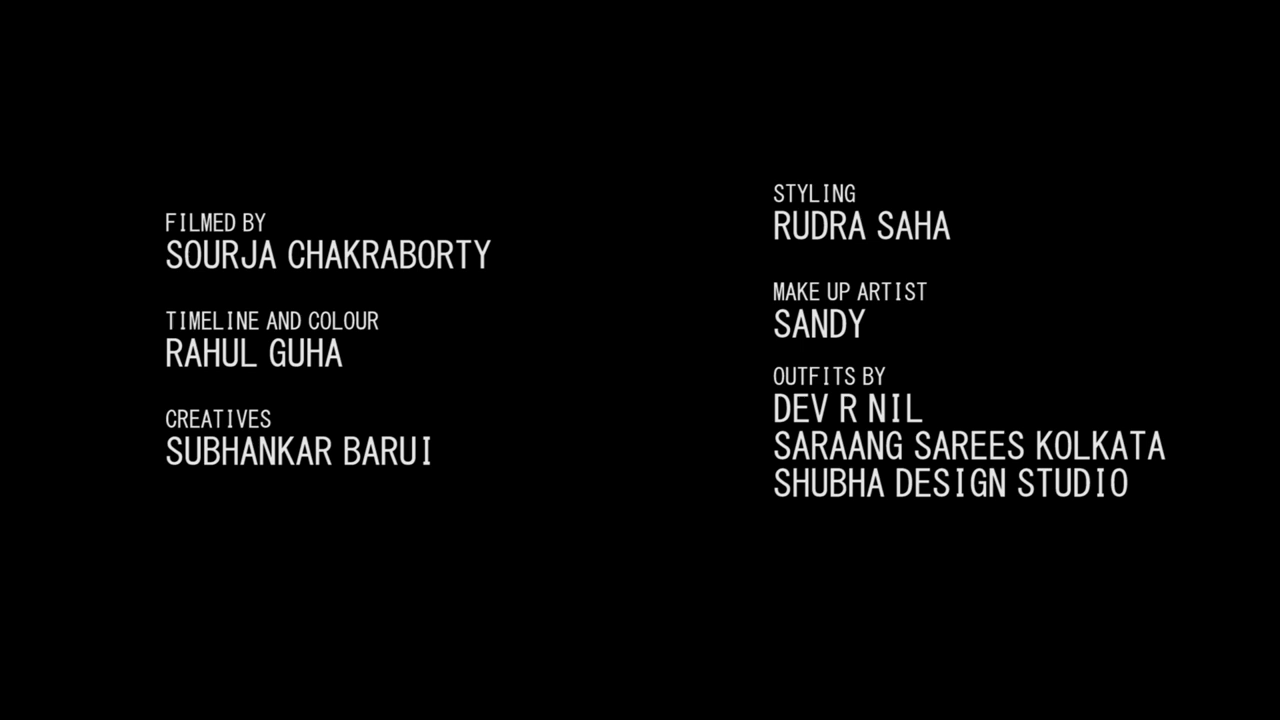 FILMED BY
SOURJA CHAKRABORTY
TIMELINE AND COLOUR
RAHUL GUHA
CREATIVES
SUBHANKAR BARUI
STYLING
RUDRA SAHA
MAKE UP ARTIST
SANDY
OUTFITS BY
DEV R NIL
SARAANG SAREES KOLKATA
SHUBHA DESIGN STUDIO